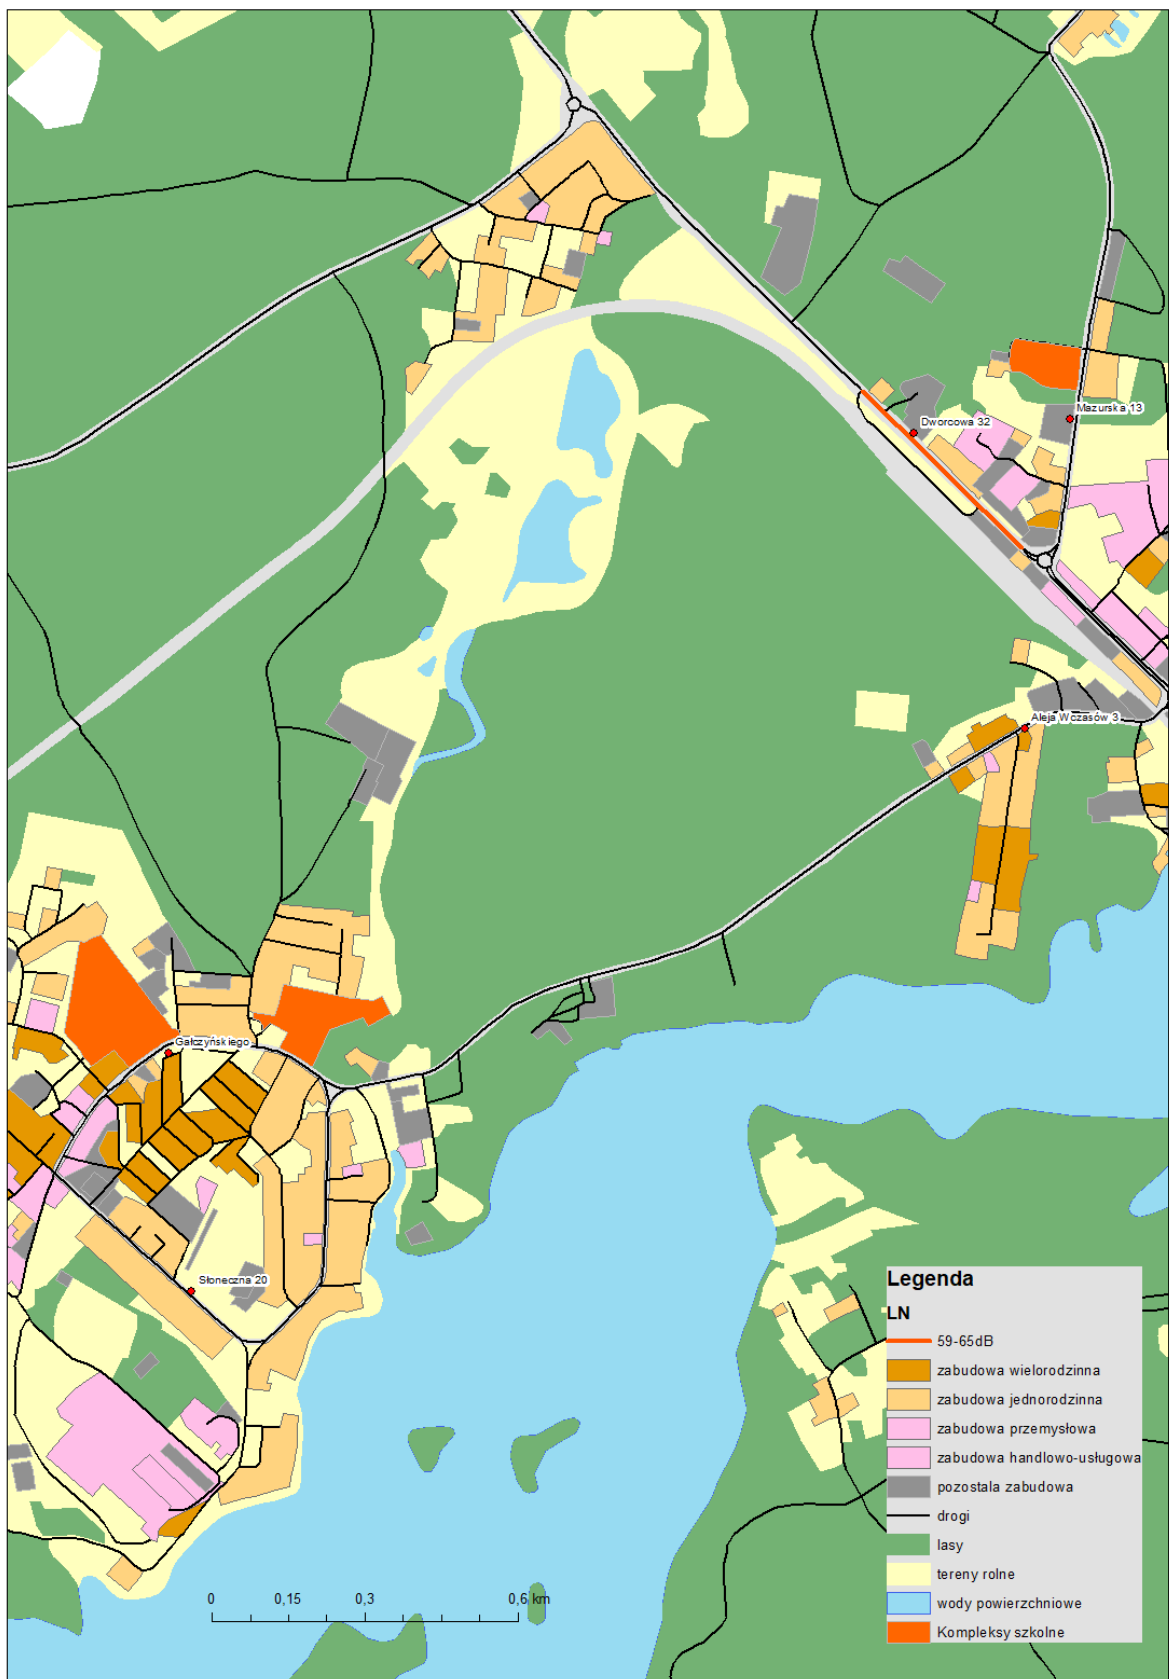 Dworcowa 32
Mazurska 13
Aleja Wczasów 3
Gałczyńskiego
Słoneczna 20
Legenda
LN
59-65dB
zabudowa wielorodzinna
zabudowa jednorodzinna
zabudowa przemysłowa
zabudowa handlowo-usługowa
pozostala zabudowa
drogi
lasy
tereny rolne
wody powierzchniowe
Kompleksy szkolne
0 0,15 0,3 0,6 km